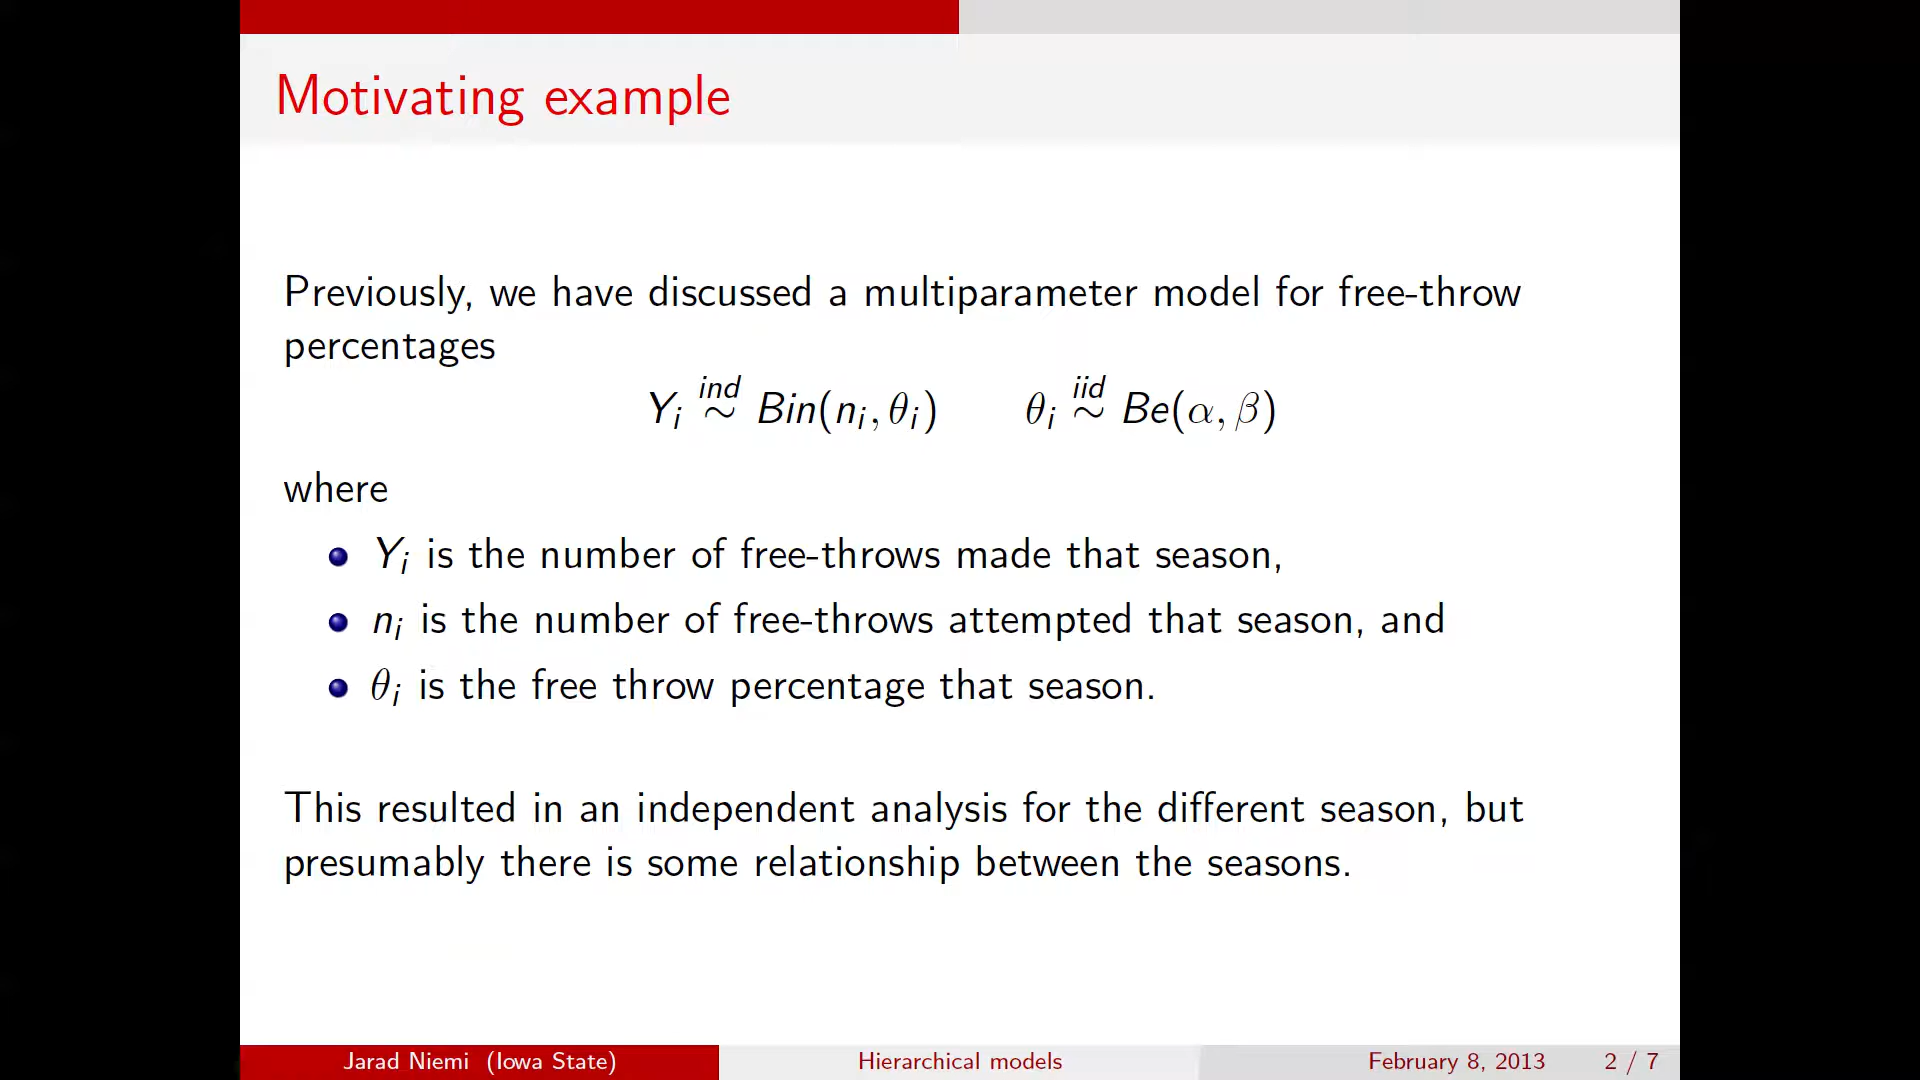 Motivating example
Previously, we have discussed a multiparameter model for free-throw
percentages
Y_i \overset{ind}{\sim} Bin(n_i, θ_i)     θ_i \overset{iid}{\sim} Be(α, β)
where
Y_i is the number of free-throws made that season,
n_i is the number of free-throws attempted that season, and
θ_i is the free throw percentage that season.
This resulted in an independent analysis for the different season, but
presumably there is some relationship between the seasons.
Jarad Niemi (Iowa State) Hierarchical models February 8, 2013 2 / 7